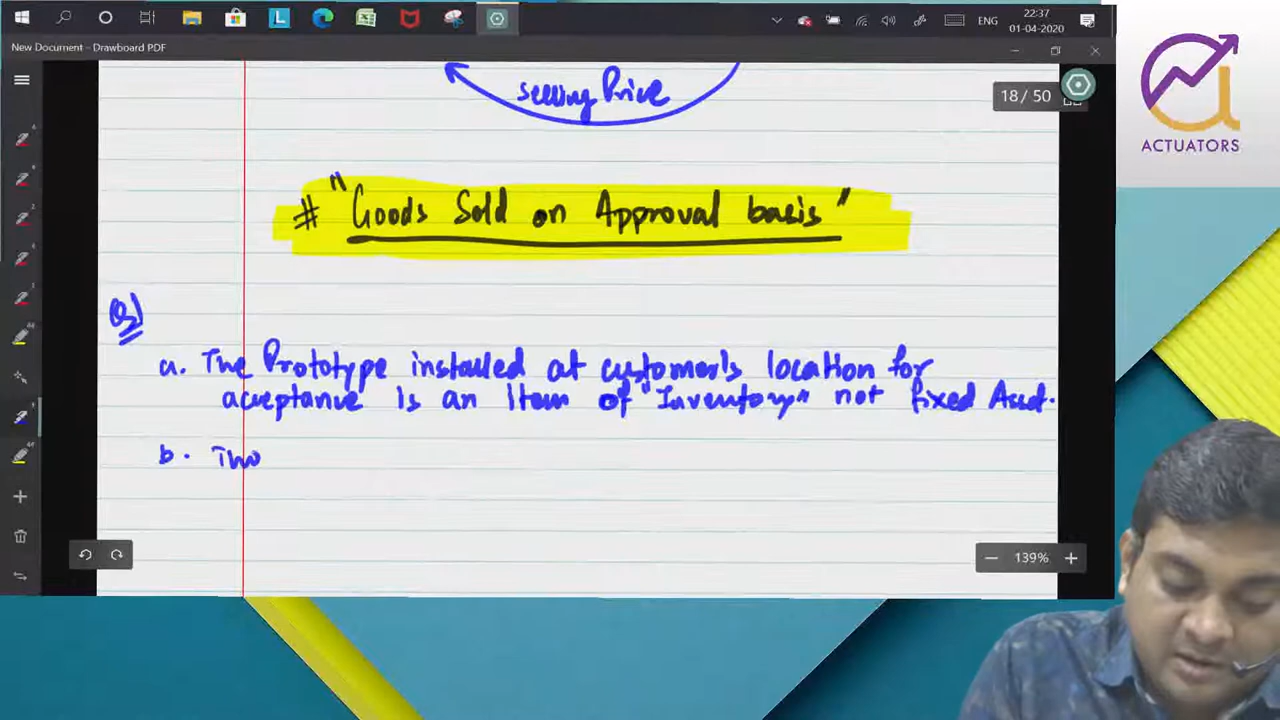 22:37
ENG
01-04-2020
New Document - Drawboard PDF
18 / 50
ACTUATORS
selling Price
# "Goods Sold on Approval basis"
Q)
a. The Prototype installed at customer's location for
acceptance is an item of "Inventory" not fixed Asset.
b. Two
139%